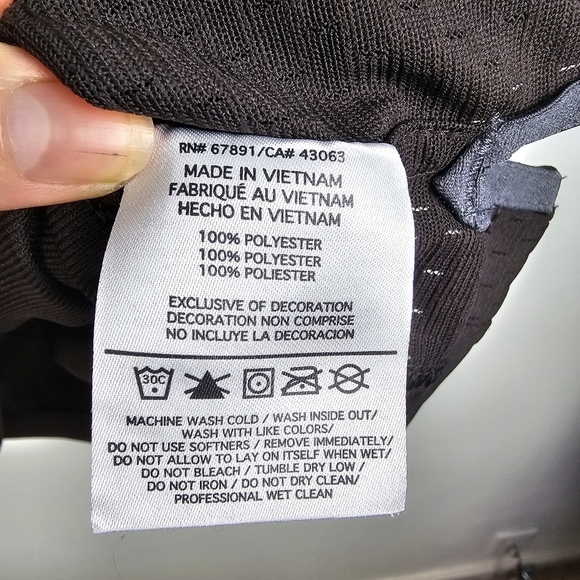 RN# 67891/CA# 43063
MADE IN VIETNAM
FABRIQUÉ AU VIETNAM
HECHO EN VIETNAM
100% POLYESTER
100% POLYESTER
100% POLIESTER
EXCLUSIVE OF DECORATION
DECORATION NON COMPRISE
NO INCLUYE LA DECORACION
30C
MACHINE WASH COLD / WASH INSIDE OUT/
WASH WITH LIKE COLORS/
DO NOT USE SOFTNERS / REMOVE IMMEDIATELY/
DO NOT ALLOW TO LAY ON ITSELF WHEN WET/
DO NOT BLEACH / TUMBLE DRY LOW /
DO NOT IRON / DO NOT DRY CLEAN/
PROFESSIONAL WET CLEAN